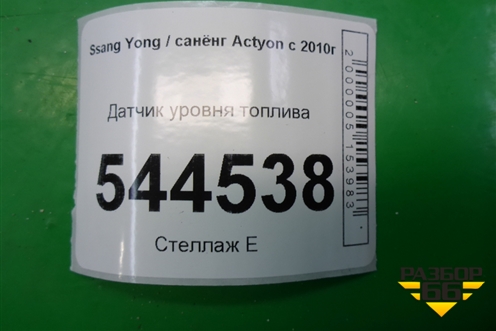 Ssang Yong / санёнг Actyon с 2010г
Датчик уровня топлива
544538
Стеллаж Е
2000005153983
РАЗБОР
66